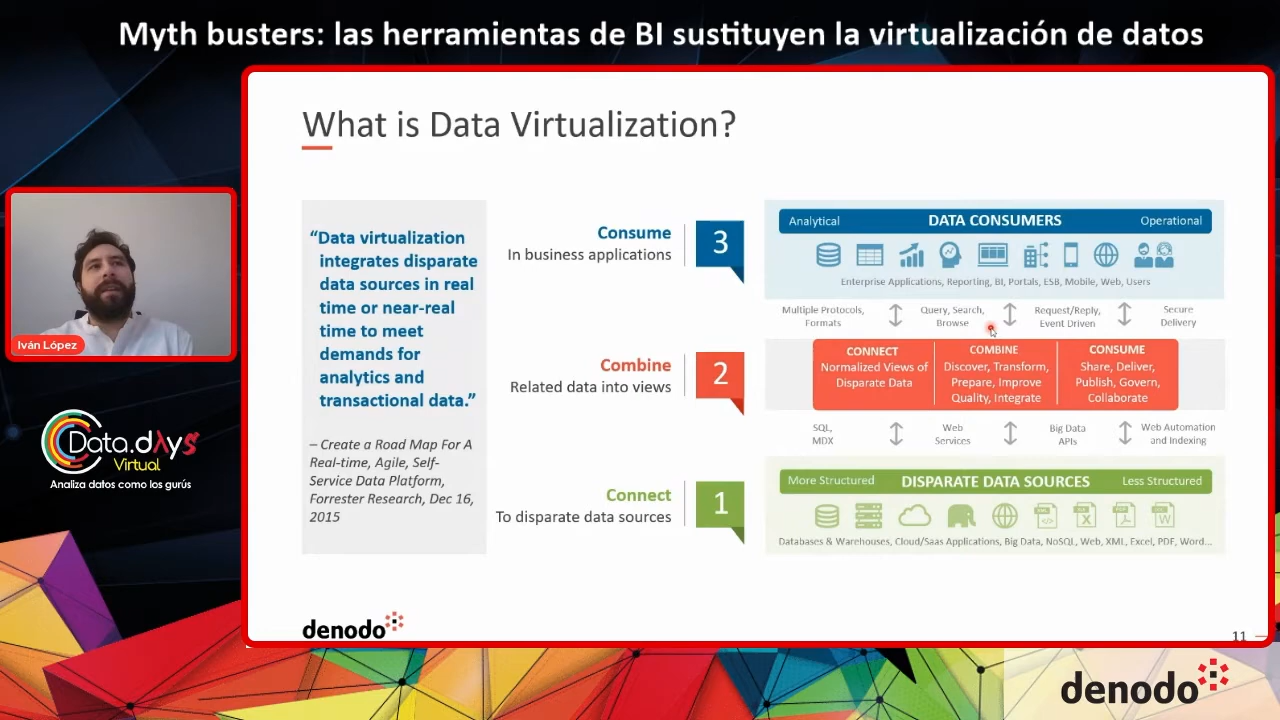 Myth busters: las herramientas de BI sustituyen la virtualización de datos
What is Data Virtualization?
“Data virtualization
integrates disparate
data sources in real
time or near-real
time to meet
demands for
analytics and
transactional data.”
– Create a Road Map For A
Real-time, Agile, Self-
Service Data Platform,
Forrester Research, Dec 16,
2015
Consume
In business applications
3
Combine
Related data into views
2
Connect
To disparate data sources
1
Analytical DATA CONSUMERS Operational
Enterprise Applications, Reporting, BI, Portals, ESB, Mobile, Web, Users
Multiple Protocols,
Formats
Query, Search,
Browse
Request/Reply,
Event Driven
Secure
Delivery
CONNECT
Normalized Views of
Disparate Data
COMBINE
Discover, Transform,
Prepare, Improve
Quality, Integrate
CONSUME
Share, Deliver,
Publish, Govern,
Collaborate
SQL,
MDX
Web
Services
Big Data
APIs
Web Automation
and Indexing
More Structured DISPARATE DATA SOURCES Less Structured
Databases & Warehouses, Cloud/Saas Applications, Big Data, NoSQL, Web, XML, Excel, PDF, Word...
denodo
11
Iván López
Data.dλys
Virtual
Analiza datos como los gurús
denodo